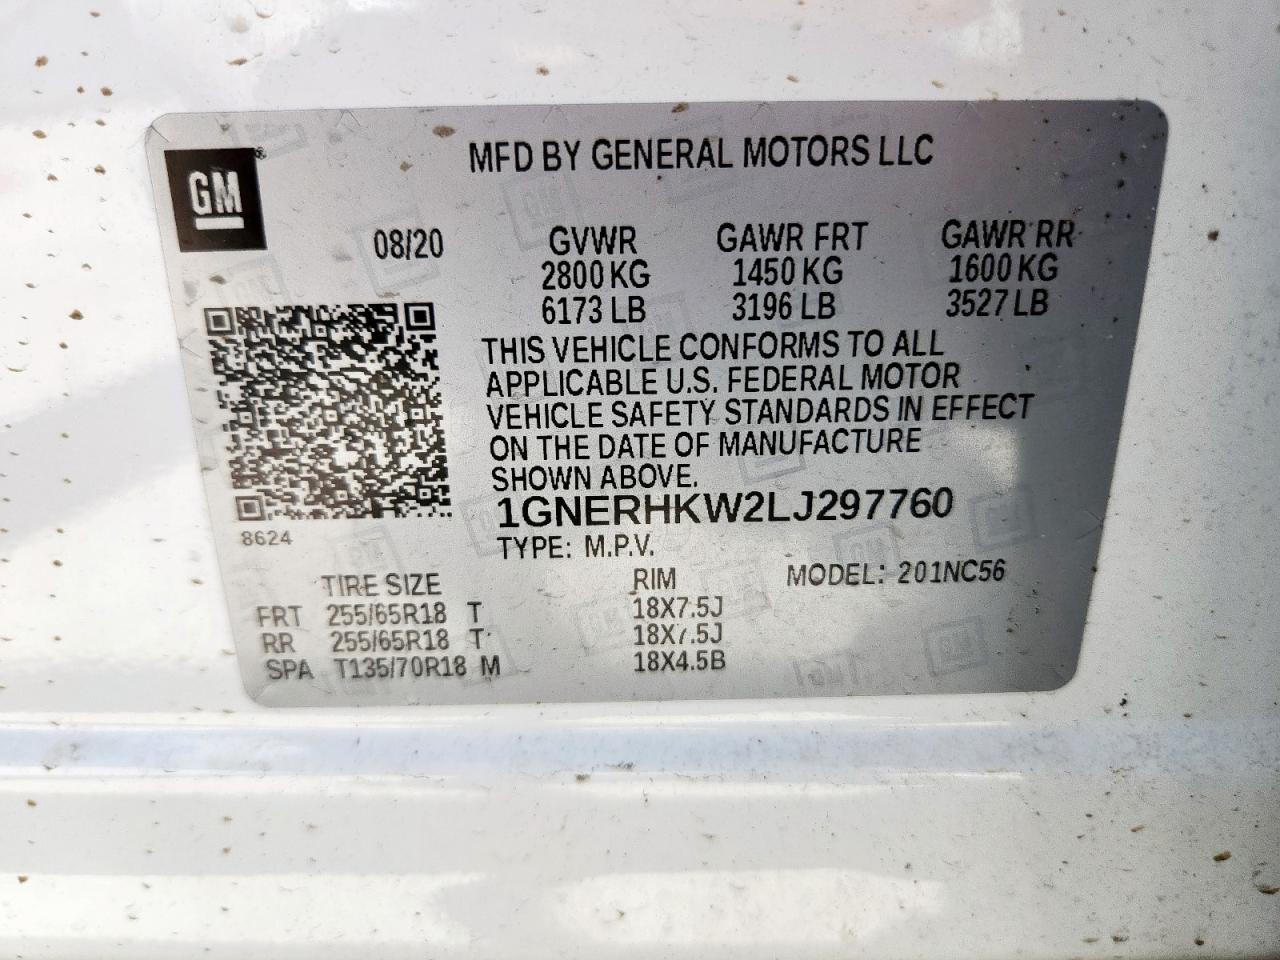 MFD BY GENERAL MOTORS LLC
GM
08/20 GVWR GAWR FRT GAWR RR
2800 KG 1450 KG 1600 KG
6173 LB 3196 LB 3527 LB
THIS VEHICLE CONFORMS TO ALL
APPLICABLE U.S. FEDERAL MOTOR
VEHICLE SAFETY STANDARDS IN EFFECT
ON THE DATE OF MANUFACTURE
SHOWN ABOVE.
1GNERHKW2LJ297760
8624
TYPE: M.P.V.
TIRE SIZE RIM MODEL: 201NC56
FRT 255/65R18 T 18X7.5J
RR 255/65R18 T 18X7.5J
SPA T135/70R18 M 18X4.5B